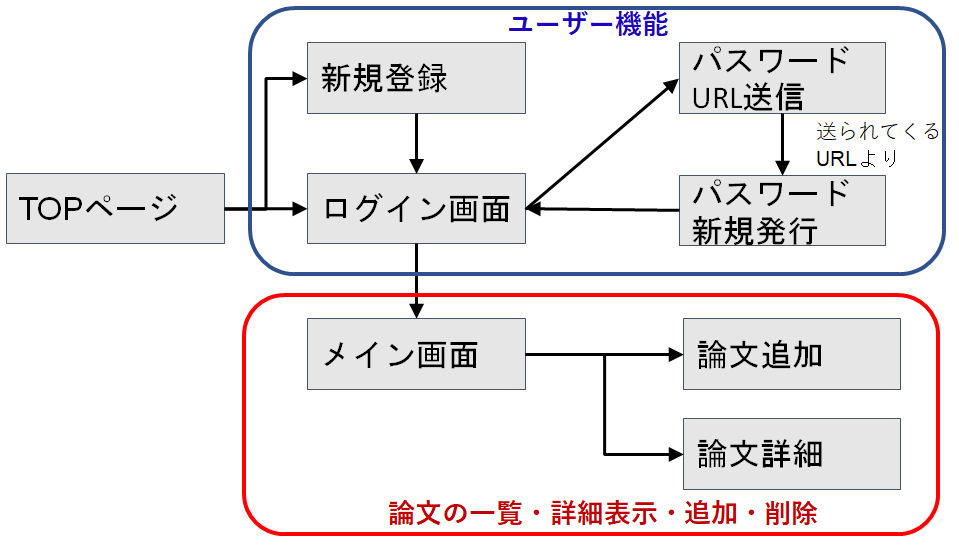 ユーザー機能
新規登録
パスワード
URL送信
送られてくる
URLより
TOPページ
ログイン画面
パスワード
新規発行
メイン画面
論文追加
論文詳細
論文の一覧・詳細表示・追加・削除